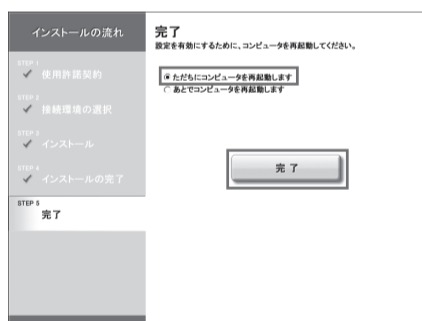 インストールの流れ
STEP 1
使用許諾契約
STEP 2
接続環境の選択
STEP 3
インストール
STEP 4
インストールの完了
STEP 5
完了
完了
設定を有効にするために、コンピュータを再起動してください。
ただちにコンピュータを再起動します
あとでコンピュータを再起動します
完了